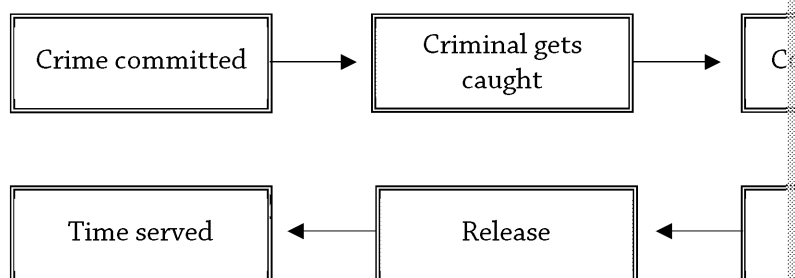 Crime committed
Criminal gets
caught
Time served
Release